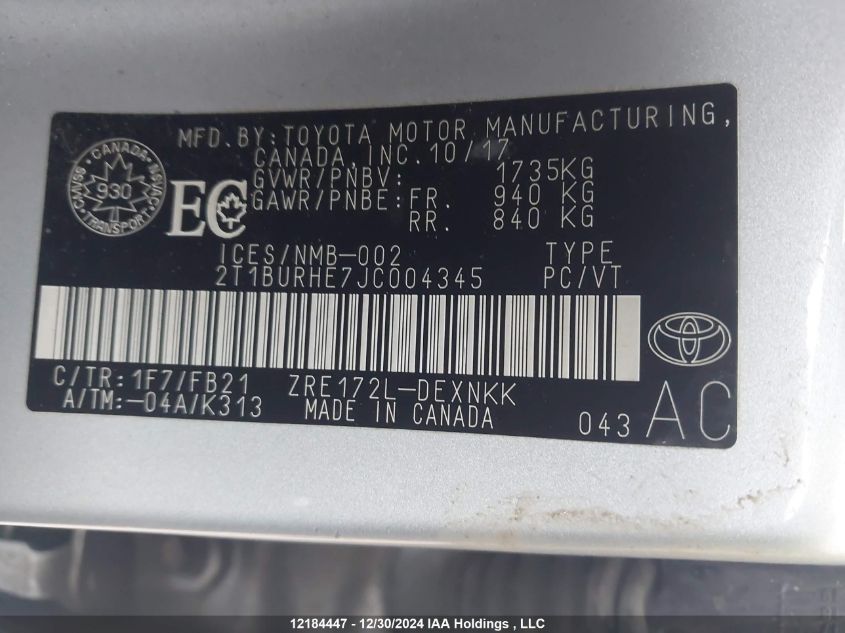 MFD. BY: TOYOTA MOTOR MANUFACTURING,
CANADA, INC. 10/17
GVWR/PNBV: 1735KG
GAWR/PNBE: FR. 940 KG
RR. 840 KG
CANADA
930
TRANSPORT
EC
ICES/NMB-002 TYPE
2T1BURHE7JC004345 PC/VT
C/TR: 1F7/FB21 ZRE172L-DEXNKK
A/TM: -04A/K313 MADE IN CANADA
043 AC
12184447 - 12/30/2024 IAA Holdings , LLC